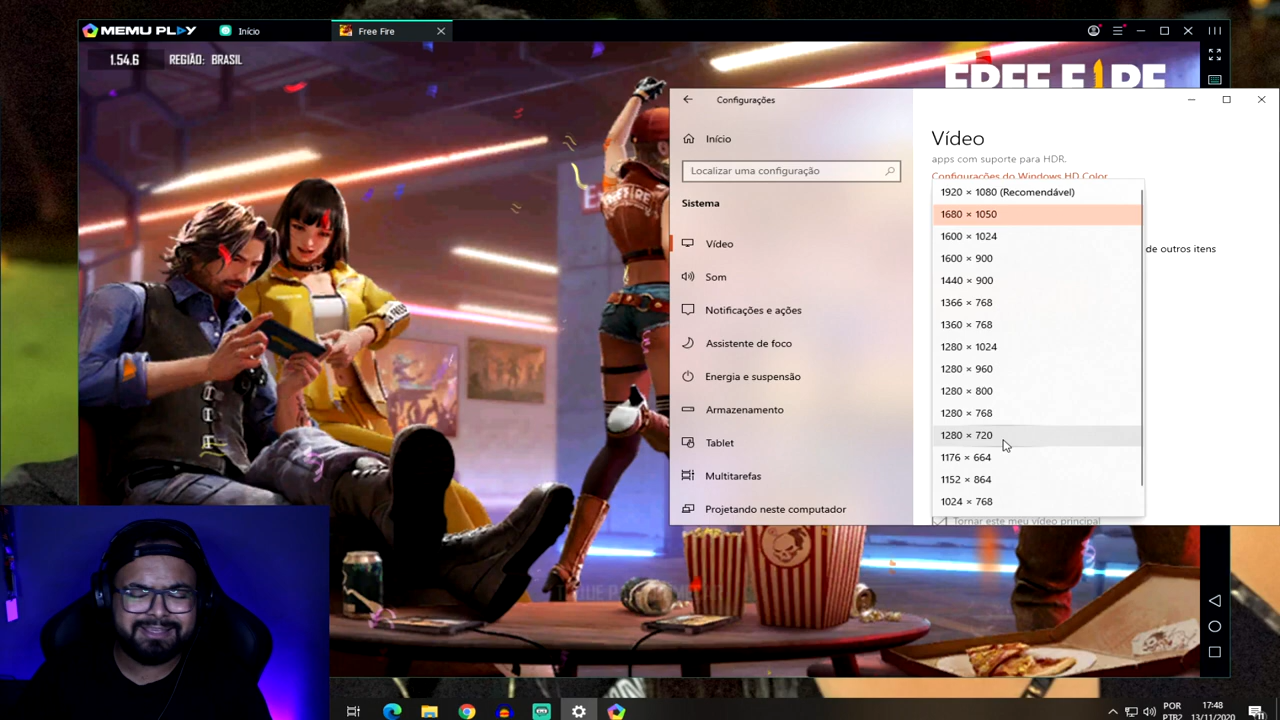 MEMU PLAY
Início
Free Fire
1.54.6
REGIÃO: BRASIL
FREE FIRE
Configurações
Início
Localizar uma configuração
Sistema
Vídeo
Som
Notificações e ações
Assistente de foco
Energia e suspensão
Armazenamento
Tablet
Multitarefas
Projetando neste computador
Vídeo
apps com suporte para HDR.
Configurações do Windows HD Color
de outros itens
1920 × 1080 (Recomendável)
1680 × 1050
1600 × 1024
1600 × 900
1440 × 900
1366 × 768
1360 × 768
1280 × 1024
1280 × 960
1280 × 800
1280 × 768
1280 × 720
1176 × 664
1152 × 864
1024 × 768
Tornar este meu vídeo principal
POR
PTB2
17:48
13/11/2020